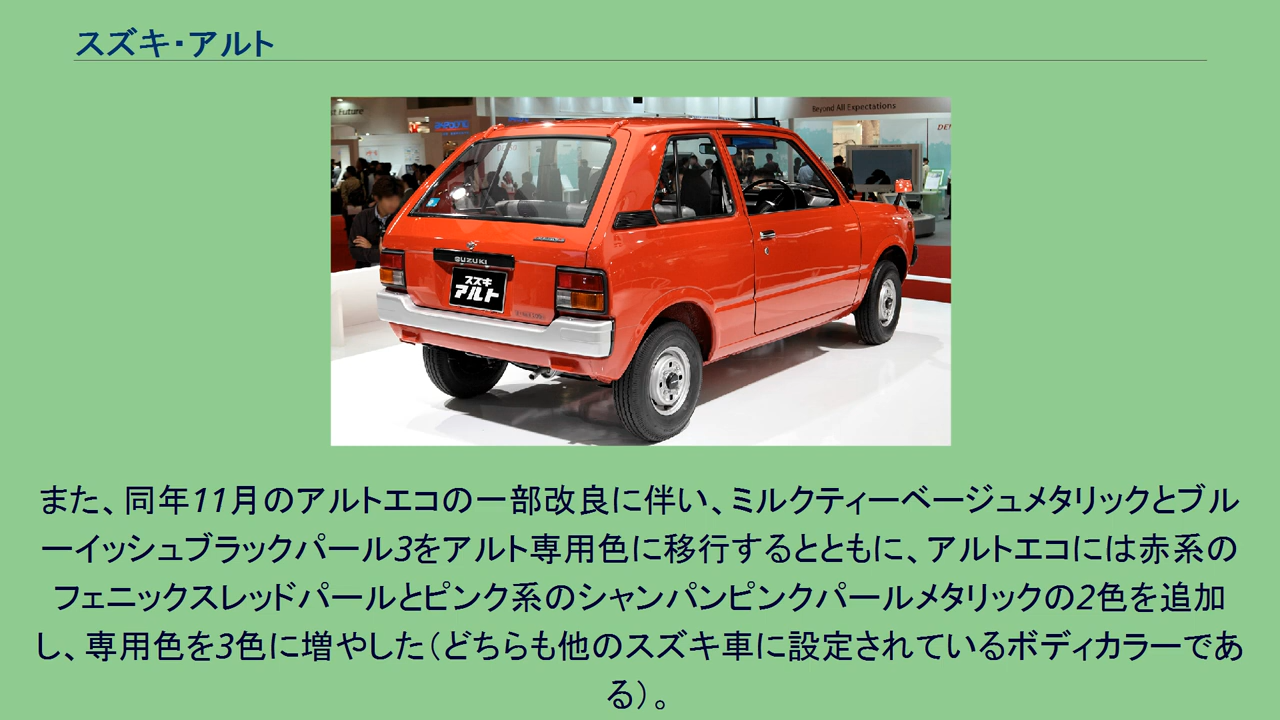 スズキ・アルト
t Future
Beyond All Expectations
DEN
SUZUKI
スズキ
アルト
また、同年11月のアルトエコの一部改良に伴い、ミルクティーベージュメタリックとブル
ーイッシュブラックパール3をアルト専用色に移行するとともに、アルトエコには赤系の
フェニックスレッドパールとピンク系のシャンパンピンクパールメタリックの2色を追加
し、専用色を3色に増やした（どちらも他のスズキ車に設定されているボディカラーであ
る）。